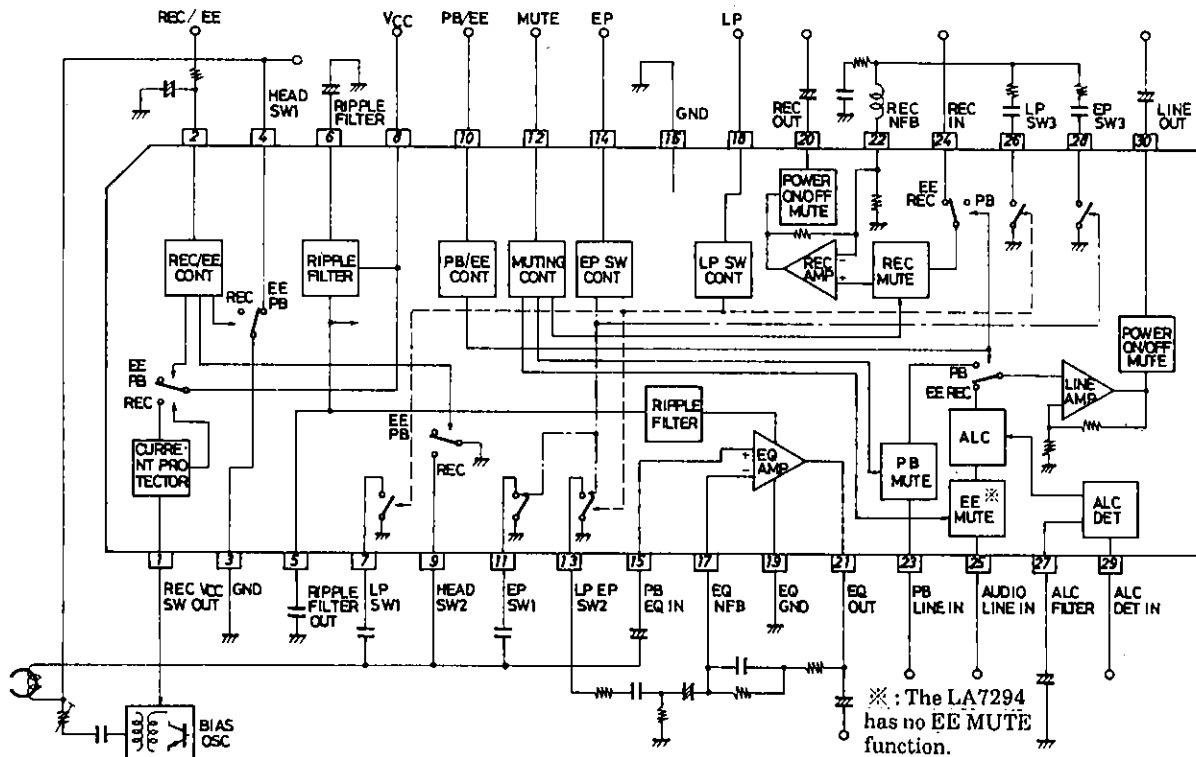 REC/EE
VCC
PB/EE
MUTE
EP
LP
HEAD
SW1
RIPPLE
FILTER
GND
REC
OUT
REC
NFB
REC
IN
LP
SW3
EP
SW3
LINE
OUT
2
4
6
8
10
12
14
16
18
20
22
24
26
28
30
POWER
ON/OFF
MUTE
EE
REC
PB
REC/EE
CONT
RIPPLE
FILTER
PB/EE
CONT
MUTING
CONT
EP SW
CONT
LP SW
CONT
REC
AMP
-
+
REC
MUTE
REC
EE
PB
POWER
ON/OFF
MUTE
EE
PB
REC
PB
EE REC
LINE
AMP
RIPPLE
FILTER
EE
PB
REC
CURRE-
NT PRO
TECTOR
+
-
EQ
AMP
PB
MUTE
ALC
EE ※
MUTE
ALC
DET
1
3
5
7
9
11
13
15
17
19
21
23
25
27
29
REC VCC
SW OUT
GND
RIPPLE
FILTER
OUT
LP
SW1
HEAD
SW2
EP
SW1
LP EP
SW2
PB
EQ IN
EQ
NFB
EQ
GND
EQ
OUT
PB
LINE IN
AUDIO
LINE IN
ALC
FILTER
ALC
DET IN
BIAS
OSC
※ : The LA7294
has no EE MUTE
function.